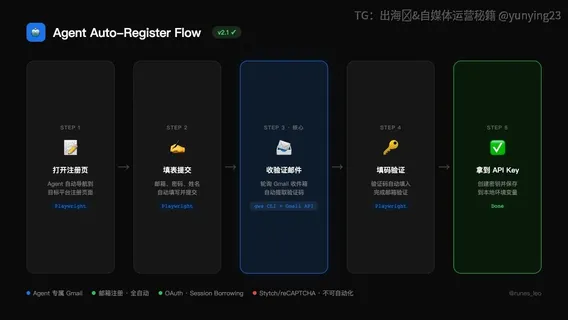 TG：出海&自媒体运营秘籍 @yunying23
Agent Auto-Register Flow
v2.1 ✓
STEP 1
打开注册页
Agent 自动导航到
目标平台注册页面
Playwright
STEP 2
填表提交
邮箱、密码、姓名
自动填写并提交
Playwright
STEP 3 · 核心
收验证邮件
轮询 Gmail 收件箱
自动提取验证码
CLI + Gmail API
STEP 4
填码验证
验证码自动填入
完成邮箱验证
Playwright
STEP 5
拿到 API Key
创建密钥并保存
到本地环境变量
Done
Agent 专属 Gmail
邮箱注册 · 全自动
OAuth · Session Borrowing
Stytch/reCAPTCHA · 不可自动化
@runes_leo